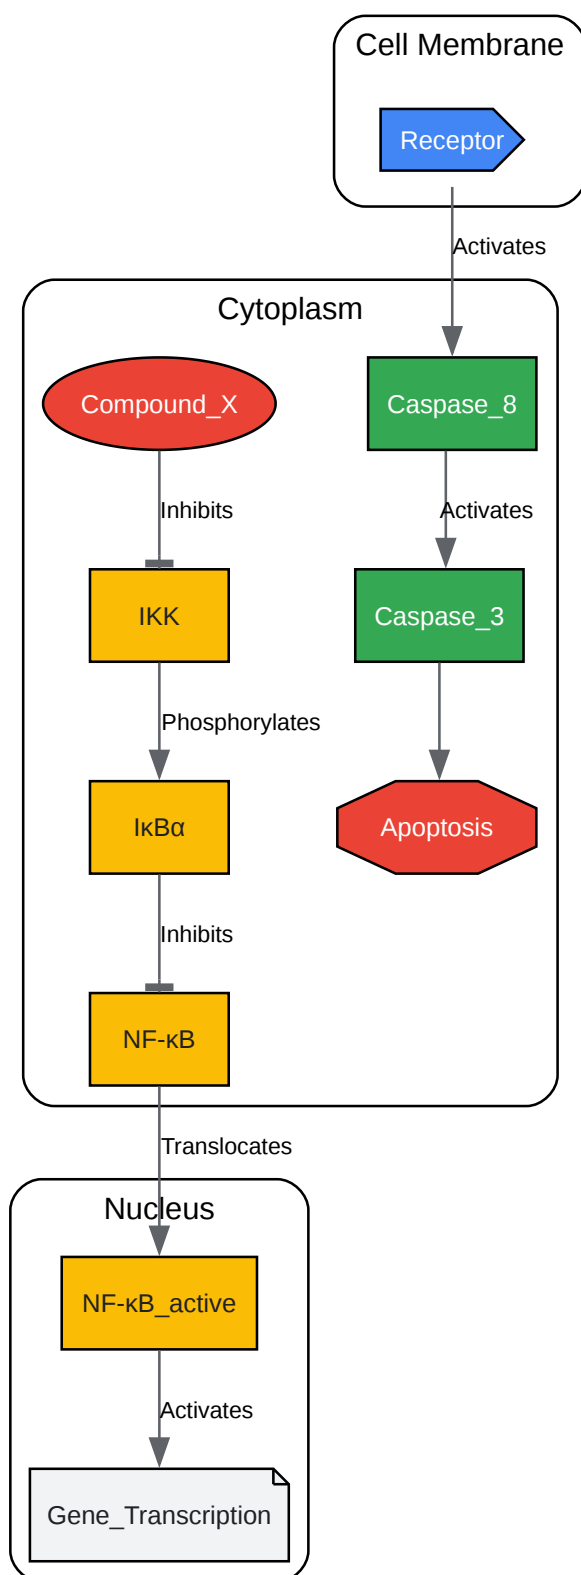 Cell Membrane
Receptor
Activates
Cytoplasm
Compound_X
Caspase_8
Inhibits
Activates
IKK
Caspase_3
Phosphorylates
IκBα
Apoptosis
Inhibits
NF-κB
Translocates
Nucleus
NF-κB_active
Activates
Gene_Transcription